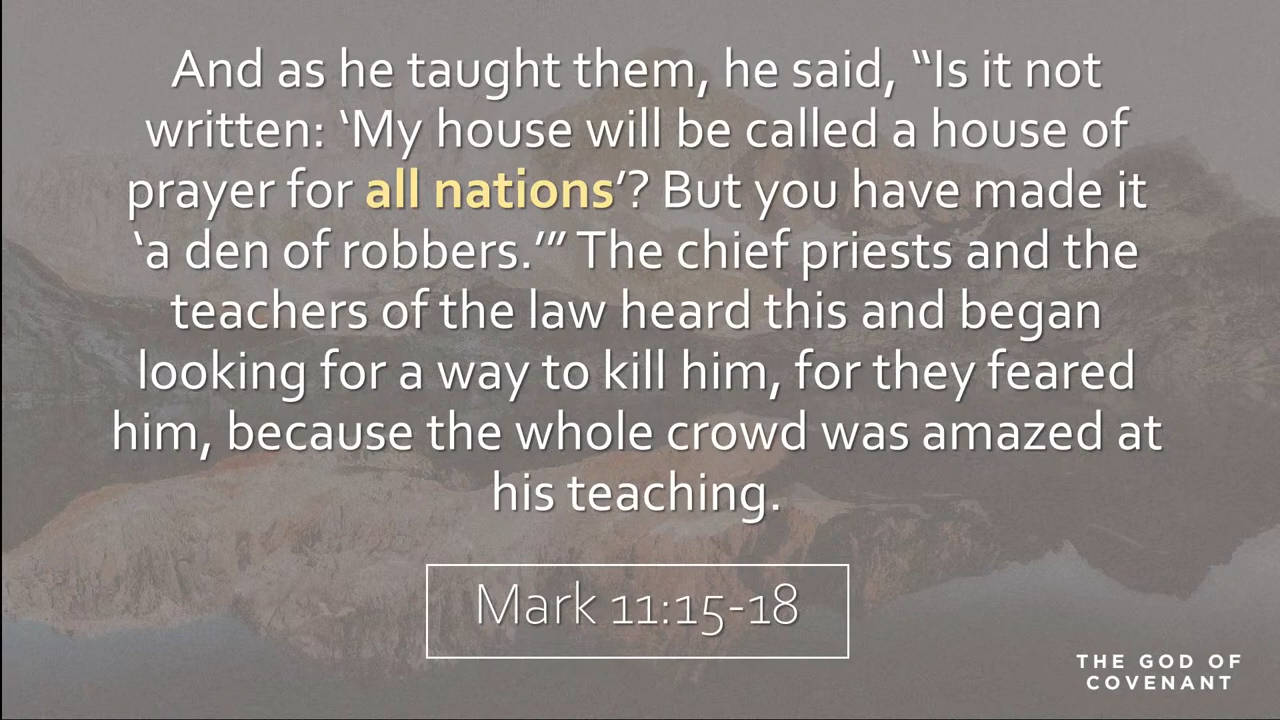 And as he taught them, he said, “Is it not
written: ‘My house will be called a house of
prayer for all nations’? But you have made it
‘a den of robbers.’” The chief priests and the
teachers of the law heard this and began
looking for a way to kill him, for they feared
him, because the whole crowd was amazed at
his teaching.
Mark 11:15-18
THE GOD OF
COVENANT